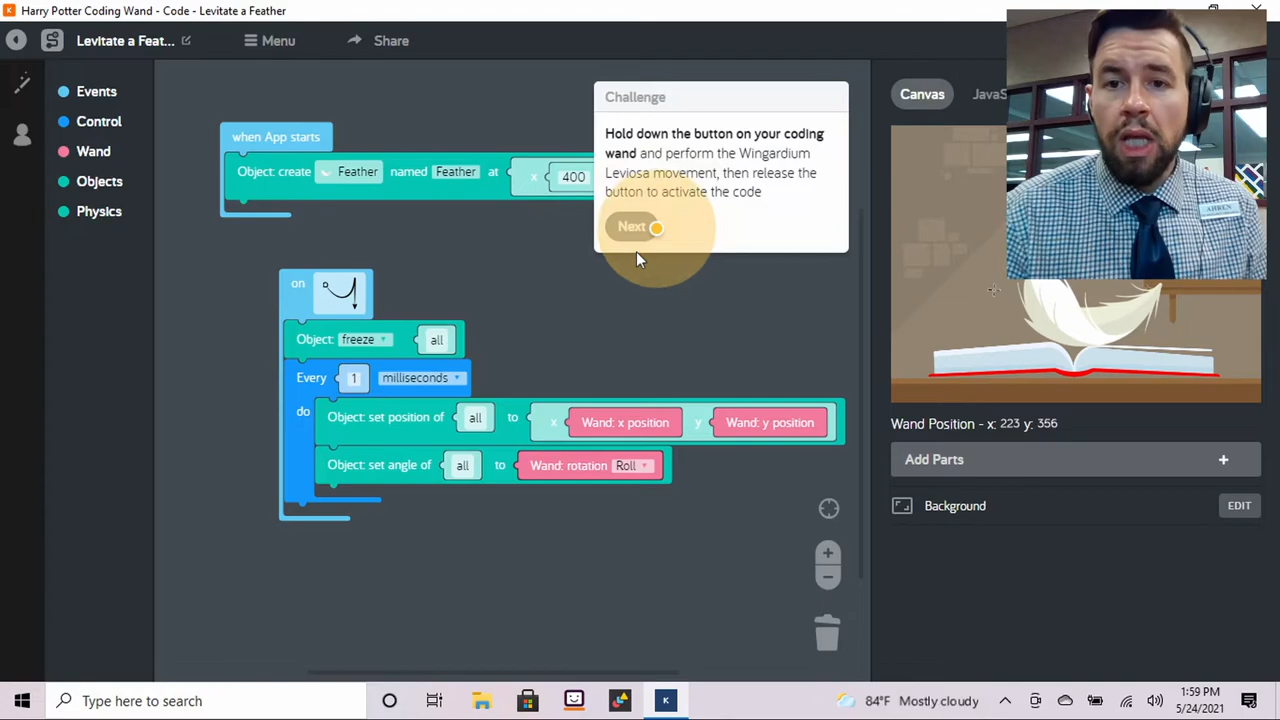 Harry Potter Coding Wand - Code - Levitate a Feather
Levitate a Feat...
Menu
Share
Events
Control
Wand
Objects
Physics
when App starts
Object: create Feather named Feather at x 400
Challenge
Hold down the button on your coding
wand and perform the Wingardium
Leviosa movement, then release the
button to activate the code
Next
on
Object: freeze all
Every 1 milliseconds
do
Object: set position of all to x Wand: x position y Wand: y position
Object: set angle of all to Wand: rotation Roll
Canvas
AHREN
Wand Position - x: 223 y: 356
Add Parts
Background
EDIT
Type here to search
84°F Mostly cloudy
1:59 PM
5/24/2021